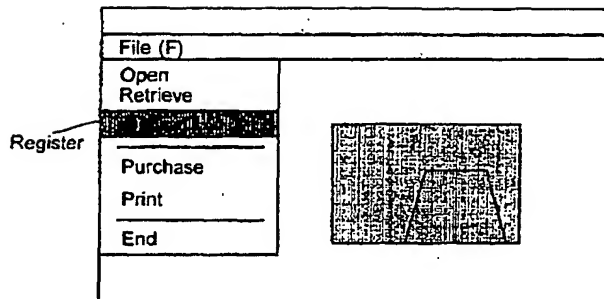 File (F)
Open
Retrieve
Register
Purchase
Print
End